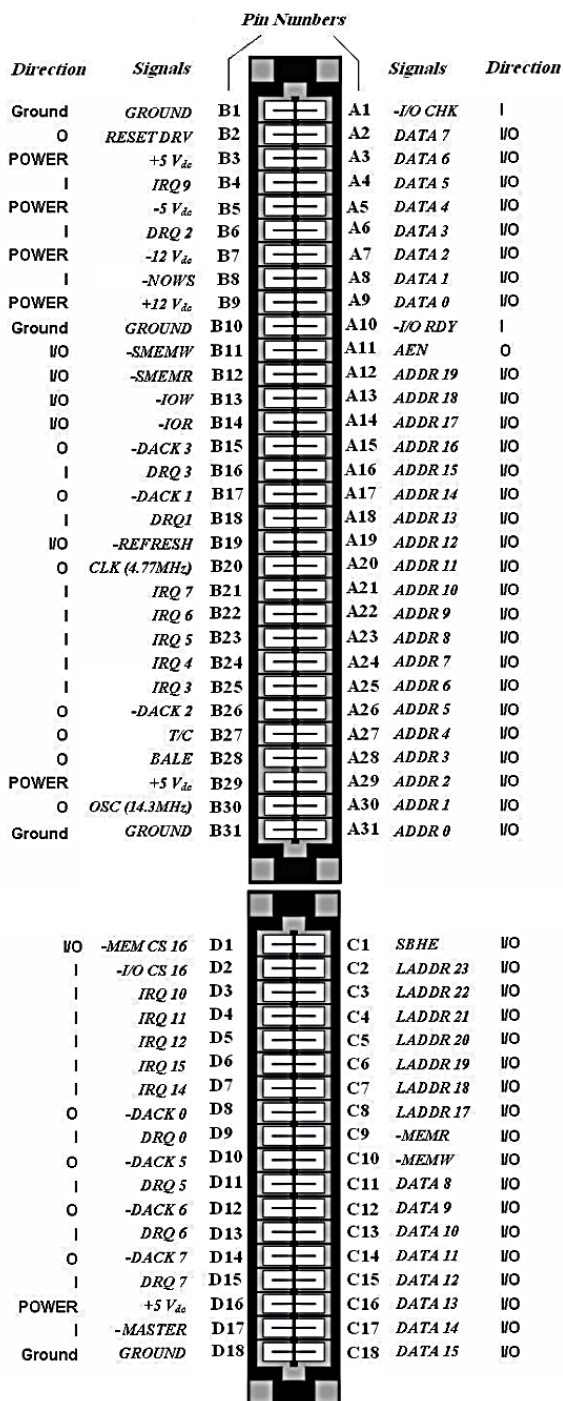 Pin Numbers
Direction Signals Signals Direction
Ground GROUND B1 A1 -I/O CHK I
O RESET DRV B2 A2 DATA 7 I/O
POWER +5 Vdc B3 A3 DATA 6 I/O
I IRQ 9 B4 A4 DATA 5 I/O
POWER -5 Vdc B5 A5 DATA 4 I/O
I DRQ 2 B6 A6 DATA 3 I/O
POWER -12 Vdc B7 A7 DATA 2 I/O
I -NOWS B8 A8 DATA 1 I/O
POWER +12 Vdc B9 A9 DATA 0 I/O
Ground GROUND B10 A10 -I/O RDY I
I/O -SMEMW B11 A11 AEN O
I/O -SMEMR B12 A12 ADDR 19 I/O
I/O -IOW B13 A13 ADDR 18 I/O
I/O -IOR B14 A14 ADDR 17 I/O
O -DACK 3 B15 A15 ADDR 16 I/O
I DRQ 3 B16 A16 ADDR 15 I/O
O -DACK 1 B17 A17 ADDR 14 I/O
I DRQ1 B18 A18 ADDR 13 I/O
I/O -REFRESH B19 A19 ADDR 12 I/O
O CLK (4.77MHz) B20 A20 ADDR 11 I/O
I IRQ 7 B21 A21 ADDR 10 I/O
I IRQ 6 B22 A22 ADDR 9 I/O
I IRQ 5 B23 A23 ADDR 8 I/O
I IRQ 4 B24 A24 ADDR 7 I/O
I IRQ 3 B25 A25 ADDR 6 I/O
O -DACK 2 B26 A26 ADDR 5 I/O
O T/C B27 A27 ADDR 4 I/O
O BALE B28 A28 ADDR 3 I/O
POWER +5 Vdc B29 A29 ADDR 2 I/O
O OSC (14.3MHz) B30 A30 ADDR 1 I/O
Ground GROUND B31 A31 ADDR 0 I/O
I/O -MEM CS 16 D1 C1 SBHE I/O
I -I/O CS 16 D2 C2 LADDR 23 I/O
I IRQ 10 D3 C3 LADDR 22 I/O
I IRQ 11 D4 C4 LADDR 21 I/O
I IRQ 12 D5 C5 LADDR 20 I/O
I IRQ 15 D6 C6 LADDR 19 I/O
I IRQ 14 D7 C7 LADDR 18 I/O
O -DACK 0 D8 C8 LADDR 17 I/O
I DRQ 0 D9 C9 -MEMR I/O
O -DACK 5 D10 C10 -MEMW I/O
I DRQ 5 D11 C11 DATA 8 I/O
O -DACK 6 D12 C12 DATA 9 I/O
I DRQ 6 D13 C13 DATA 10 I/O
O -DACK 7 D14 C14 DATA 11 I/O
I DRQ 7 D15 C15 DATA 12 I/O
POWER +5 Vdc D16 C16 DATA 13 I/O
I -MASTER D17 C17 DATA 14 I/O
Ground GROUND D18 C18 DATA 15 I/O